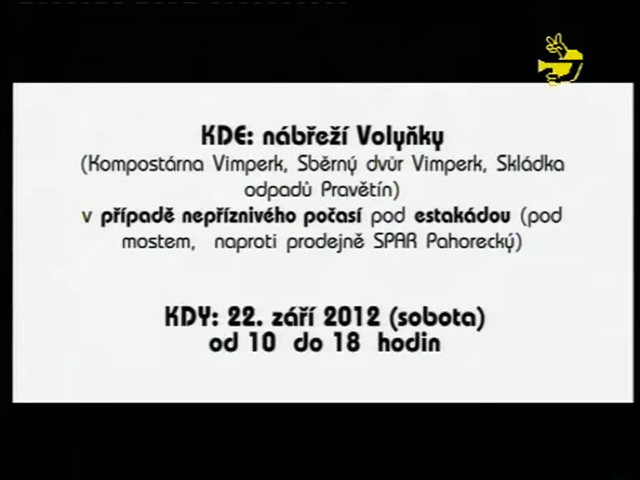 KDE: nábřeží Volyňky
(Kompostárna Vimperk, Sběrný dvůr Vimperk, Skládka
odpadů Pravětín)
v případě nepříznivého počasí pod estakádou (pod
mostem, naproti prodejně SPAR Pahorecký)
KDY: 22. září 2012 (sobota)
od 10 do 18 hodin